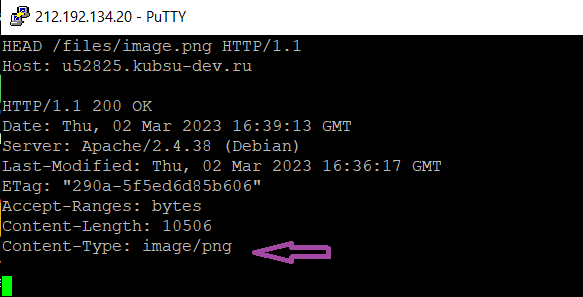 212.192.134.20 - PuTTY
HEAD /files/image.png HTTP/1.1
Host: u52825.kubsu-dev.ru
HTTP/1.1 200 OK
Date: Thu, 02 Mar 2023 16:39:13 GMT
Server: Apache/2.4.38 (Debian)
Last-Modified: Thu, 02 Mar 2023 16:36:17 GMT
ETag: "290a-5f5ed6d85b606"
Accept-Ranges: bytes
Content-Length: 10506
Content-Type: image/png